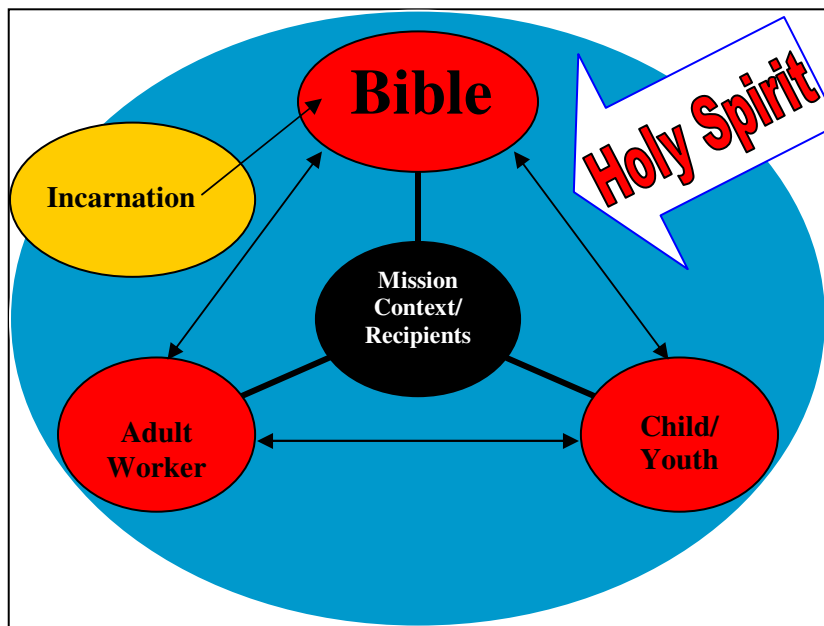 Bible
Holy Spirit
Incarnation
Mission
Context/
Recipients
Adult
Worker
Child/
Youth